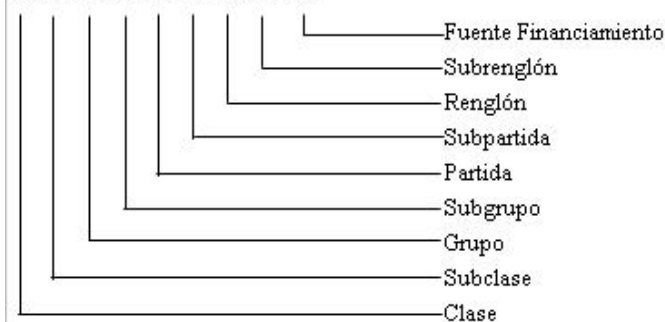 Fuente Financiamiento
Subrenglón
Renglón
Subpartida
Partida
Subgrupo
Grupo
Subclase
Clase